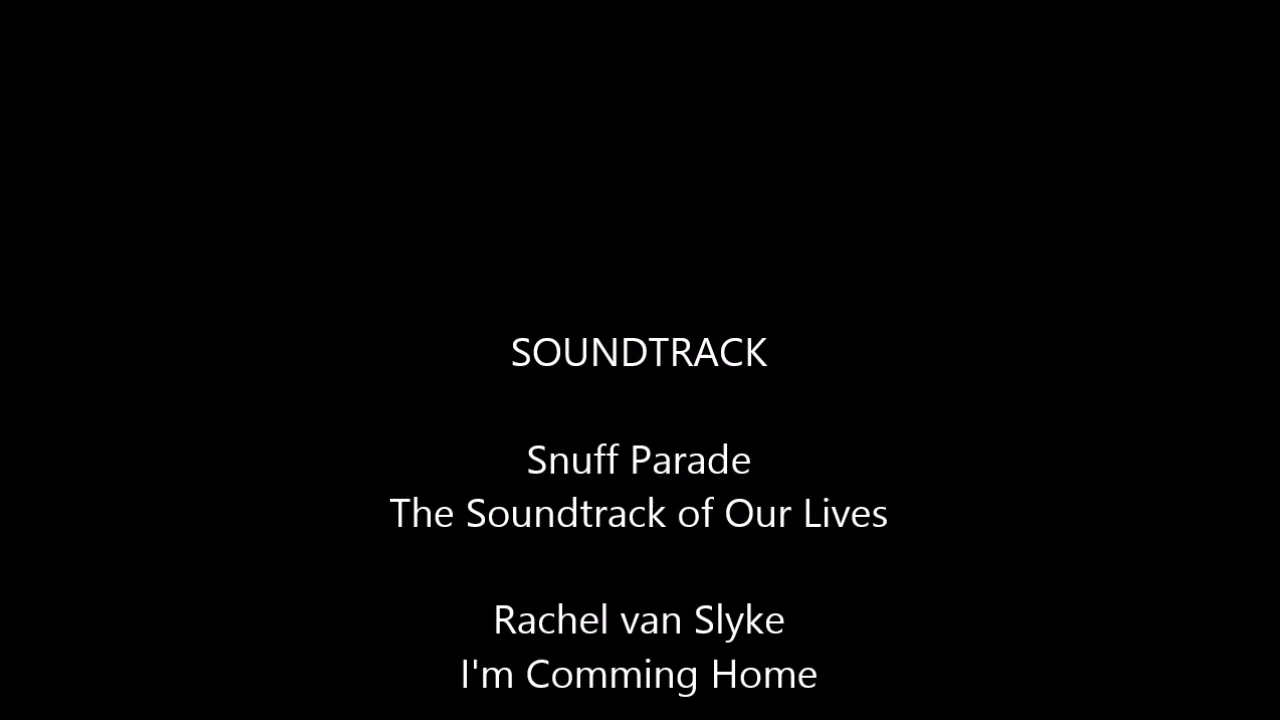 SOUNDTRACK
Snuff Parade
The Soundtrack of Our Lives
Rachel van Slyke
I'm Comming Home